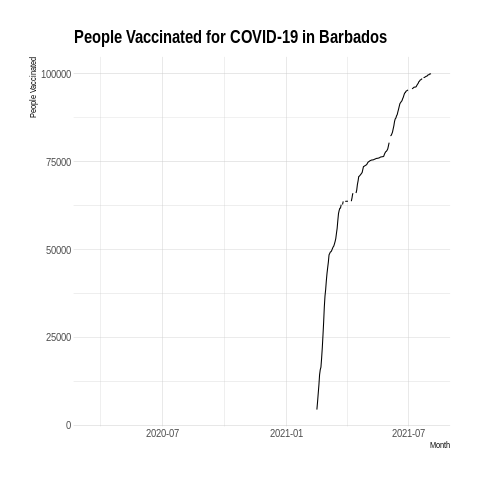 People Vaccinated for COVID-19 in Barbados
People Vaccinated
100000
75000
50000
25000
0
2020-07
2021-01
2021-07
Month